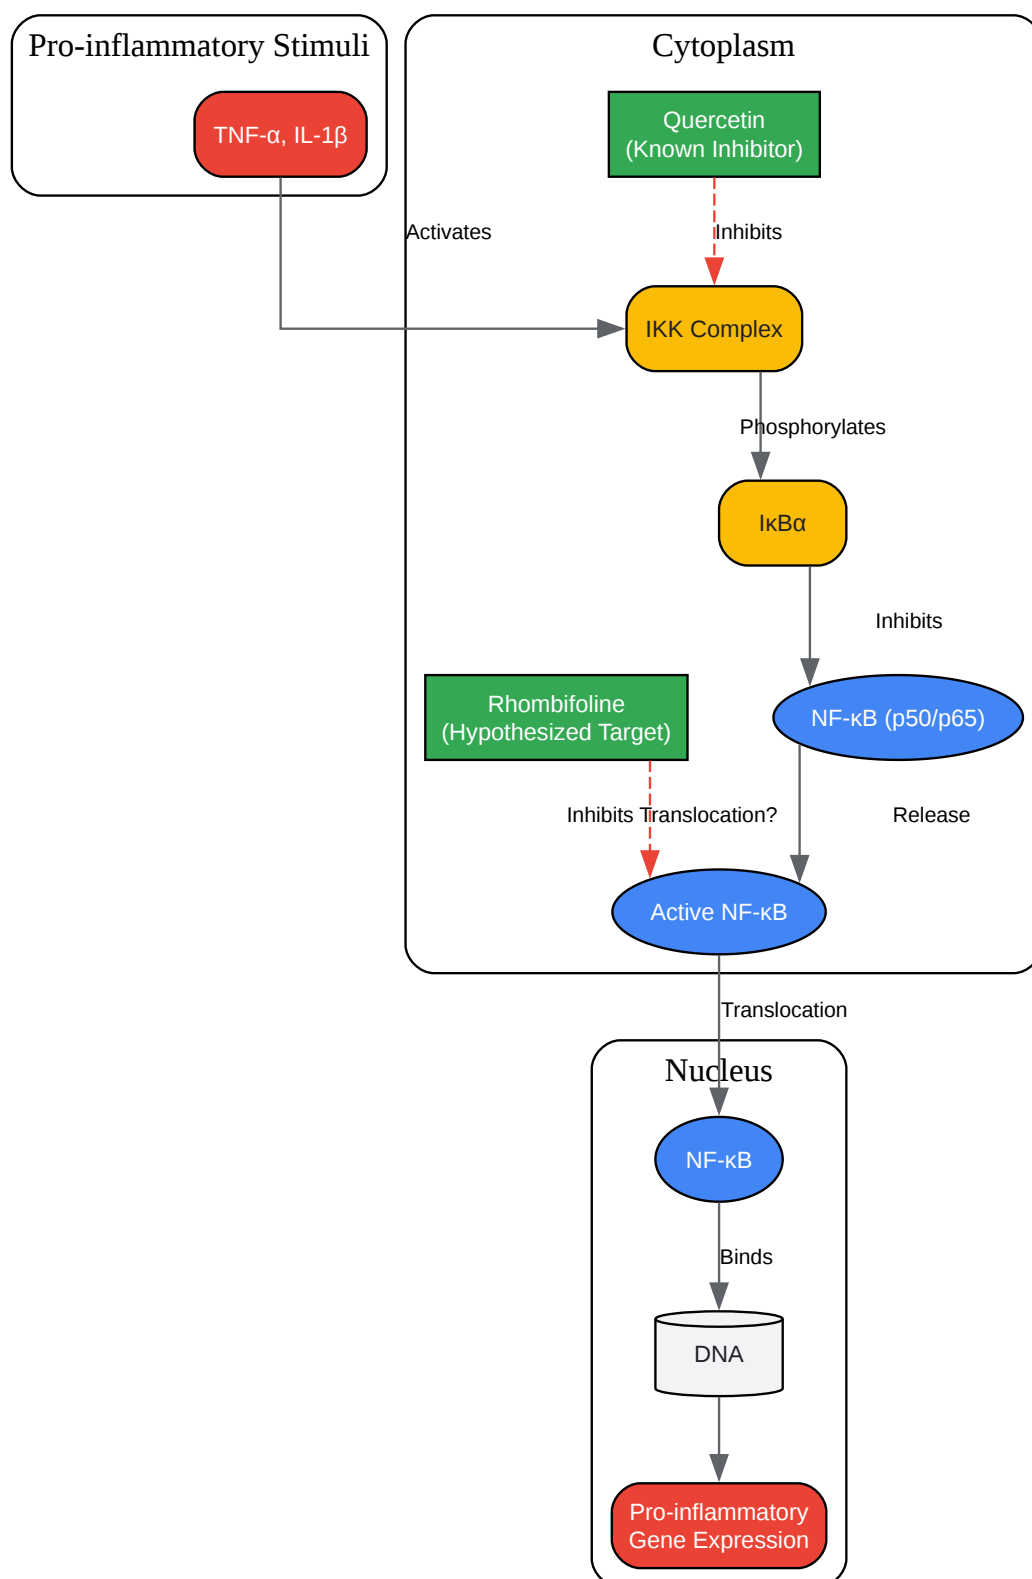 Pro-inflammatory Stimuli
Cytoplasm
TNF-α, IL-1β
Quercetin
(Known Inhibitor)
Activates
Inhibits
IKK Complex
Phosphorylates
IκBα
Inhibits
Rhombifoline
(Hypothesized Target)
NF-κB (p50/p65)
Inhibits Translocation?
Release
Active NF-κB
Translocation
Nucleus
NF-κB
Binds
DNA
Pro-inflammatory
Gene Expression